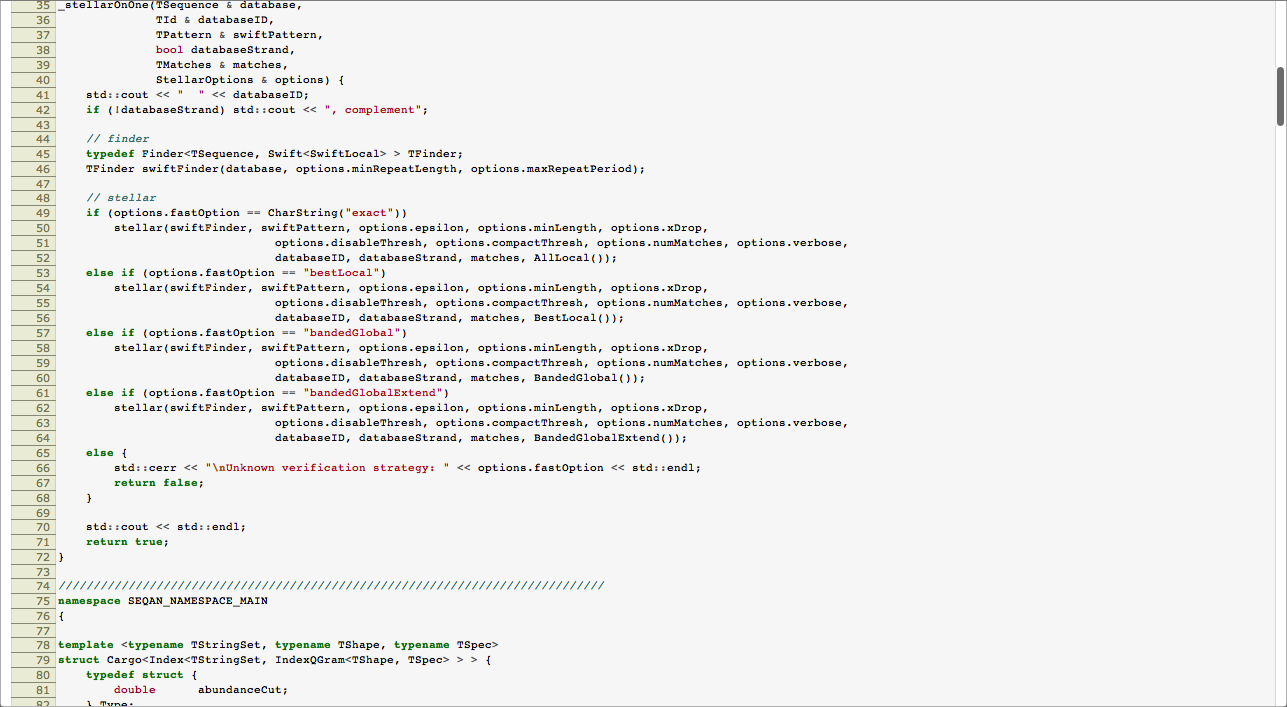 35 _stellarOnOne(TSequence & database,
36 TId & databaseID,
37 TPattern & swiftPattern,
38 bool databaseStrand,
39 TMatches & matches,
40 StellarOptions & options) {
41 std::cout << "  " << databaseID;
42 if (!databaseStrand) std::cout << ", complement";
43
44 // finder
45 typedef Finder<TSequence, Swift<SwiftLocal> > TFinder;
46 TFinder swiftFinder(database, options.minRepeatLength, options.maxRepeatPeriod);
47
48 // stellar
49 if (options.fastOption == CharString("exact"))
50 stellar(swiftFinder, swiftPattern, options.epsilon, options.minLength, options.xDrop,
51 options.disableThresh, options.compactThresh, options.numMatches, options.verbose,
52 databaseID, databaseStrand, matches, AllLocal());
53 else if (options.fastOption == "bestLocal")
54 stellar(swiftFinder, swiftPattern, options.epsilon, options.minLength, options.xDrop,
55 options.disableThresh, options.compactThresh, options.numMatches, options.verbose,
56 databaseID, databaseStrand, matches, BestLocal());
57 else if (options.fastOption == "bandedGlobal")
58 stellar(swiftFinder, swiftPattern, options.epsilon, options.minLength, options.xDrop,
59 options.disableThresh, options.compactThresh, options.numMatches, options.verbose,
60 databaseID, databaseStrand, matches, BandedGlobal());
61 else if (options.fastOption == "bandedGlobalExtend")
62 stellar(swiftFinder, swiftPattern, options.epsilon, options.minLength, options.xDrop,
63 options.disableThresh, options.compactThresh, options.numMatches, options.verbose,
64 databaseID, databaseStrand, matches, BandedGlobalExtend());
65 else {
66 std::cerr << "\nUnknown verification strategy: " << options.fastOption << std::endl;
67 return false;
68 }
69
70 std::cout << std::endl;
71 return true;
72 }
73
74 //////////////////////////////////////////////////////////////////////////////
75 namespace SEQAN_NAMESPACE_MAIN
76 {
77
78 template <typename TStringSet, typename TShape, typename TSpec>
79 struct Cargo<Index<TStringSet, IndexQGram<TShape, TSpec> > > {
80 typedef struct {
81 double abundanceCut;
82 } Type;